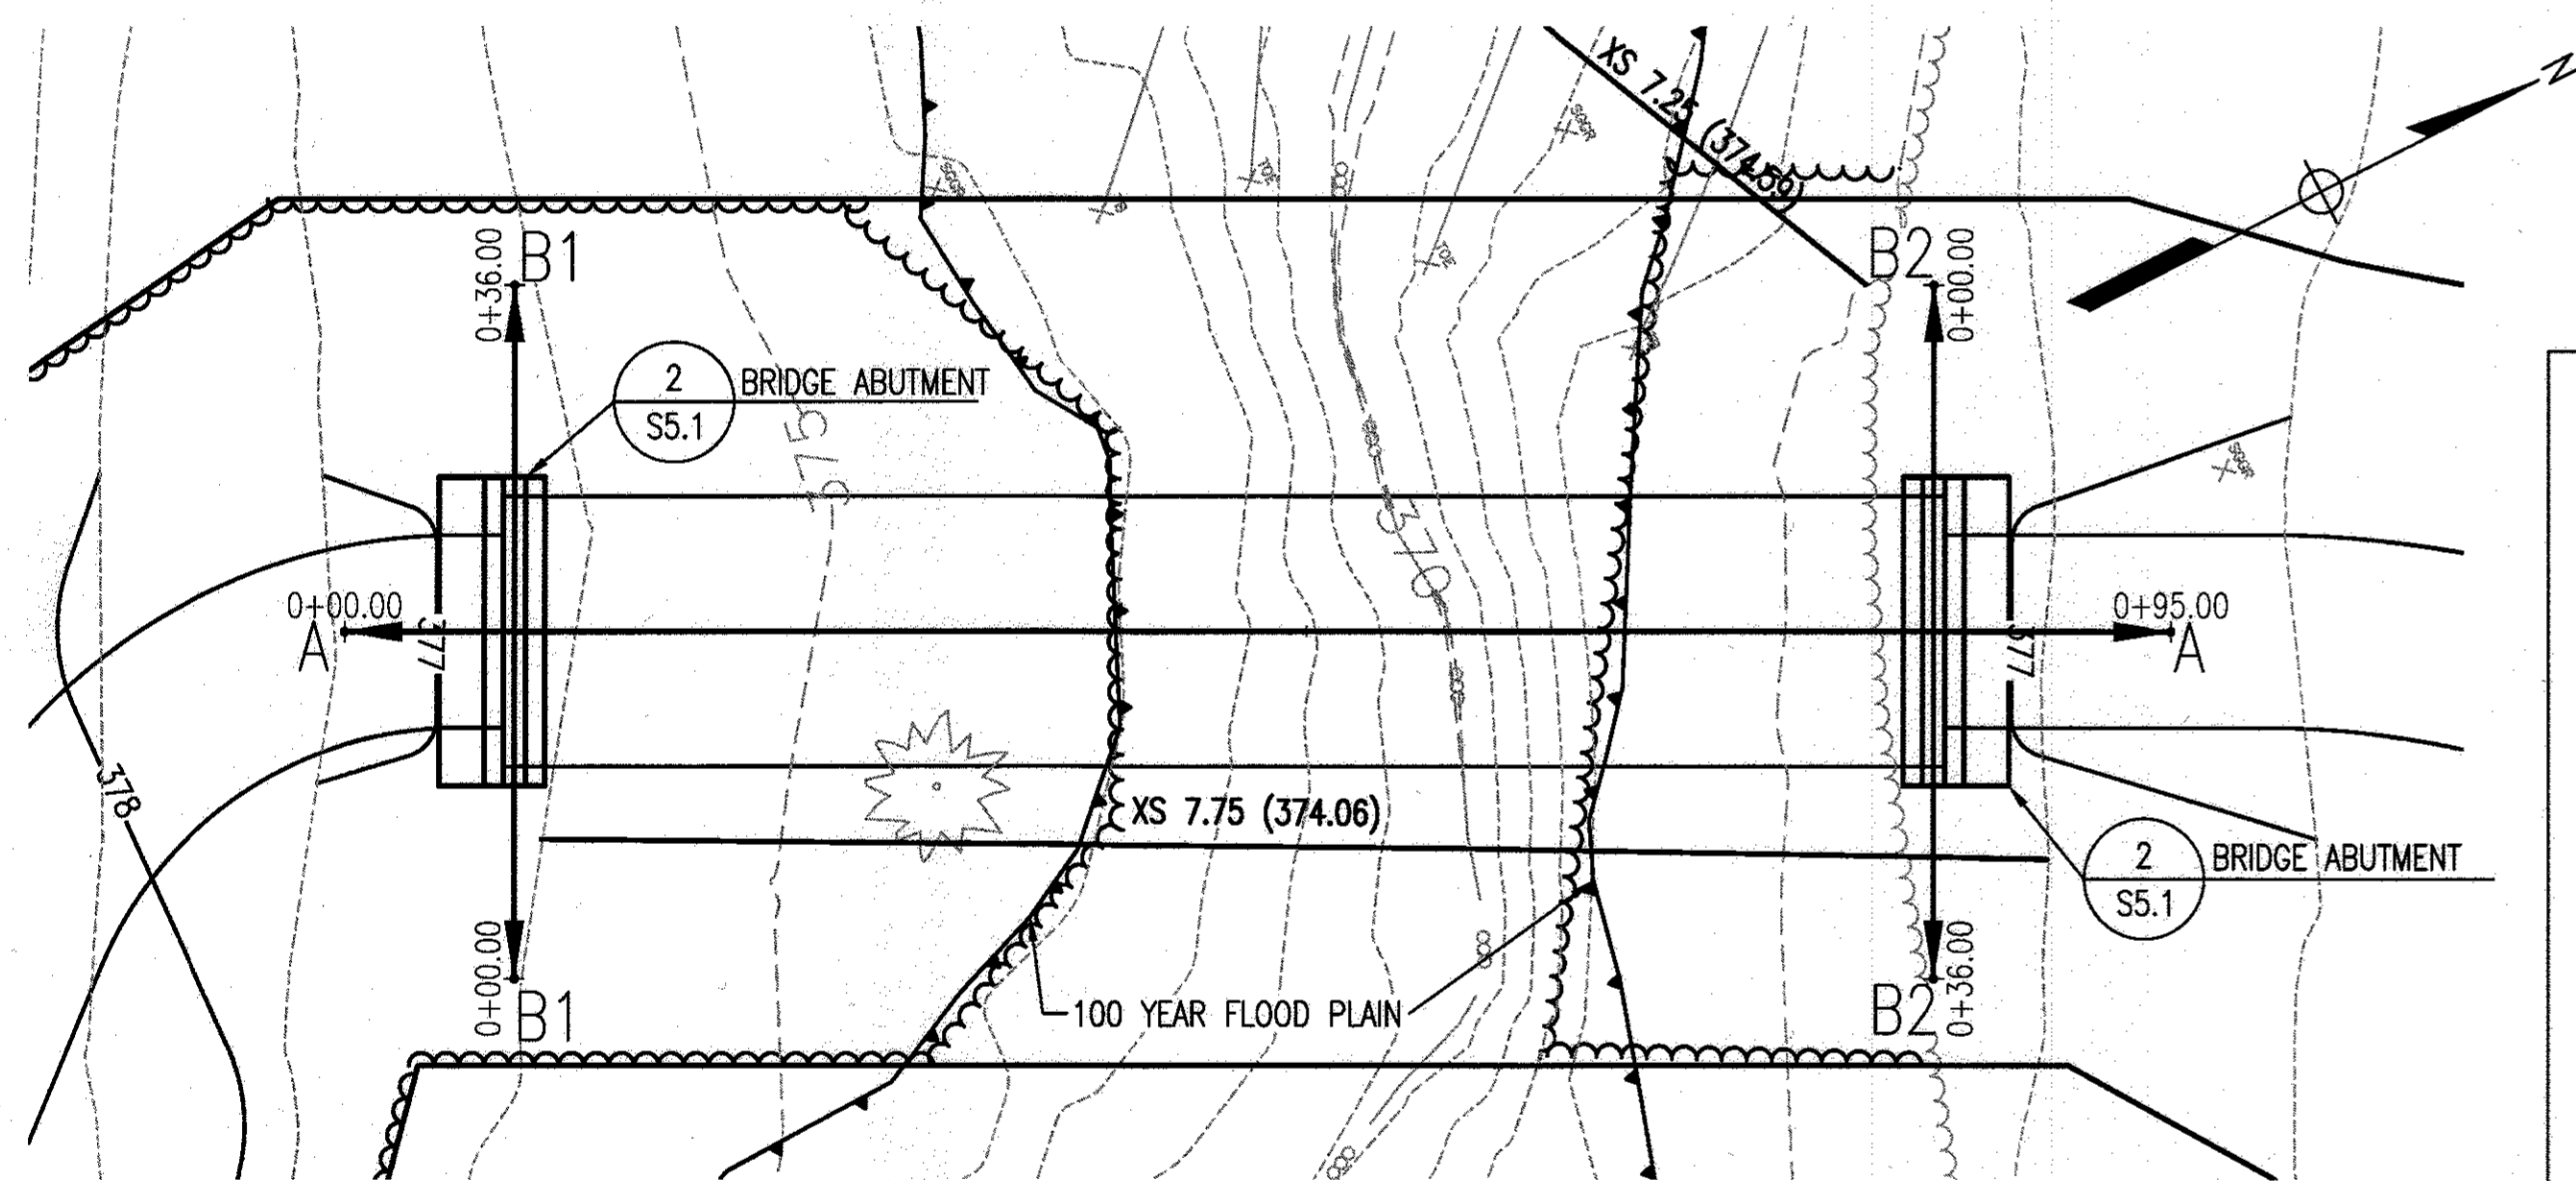 XS 7.25 (374.59)
N
B1
0+36.00
B2
0+00.00
2
S5.1
BRIDGE ABUTMENT
375
370
0+00.00
A
377
0+95.00
A
377
378
XS 7.75 (374.06)
2
S5.1
BRIDGE ABUTMENT
0+00.00
B1
100 YEAR FLOOD PLAIN
B2
0+36.00